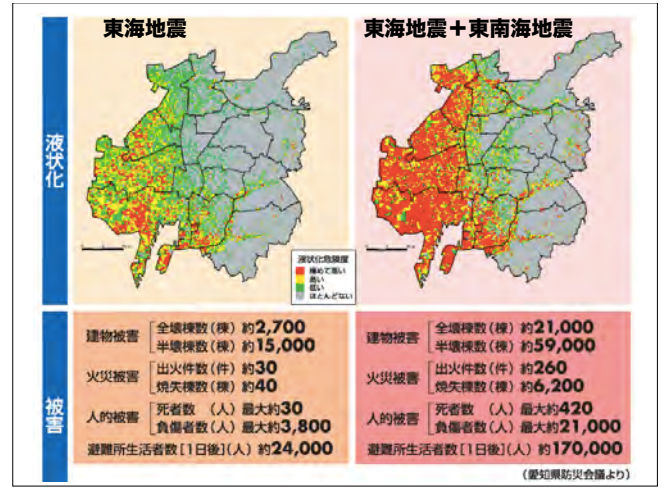 東海地震
東海地震＋東南海地震
液状化
液状化危険度
極めて高い
高い
低い
ほとんどない
被害
建物被害
全壊棟数（棟）約2,700
半壊棟数（棟）約15,000
火災被害
出火件数（件）約30
焼失棟数（棟）約40
人的被害
死者数　（人）最大約30
負傷者数（人）最大約3,800
避難所生活者数［1日後］（人）約24,000
建物被害
全壊棟数（棟）約21,000
半壊棟数（棟）約59,000
火災被害
出火件数（件）約260
焼失棟数（棟）約6,200
人的被害
死者数　（人）最大約420
負傷者数（人）最大約21,000
避難所生活者数［1日後］（人）約170,000
（愛知県防災会議より）